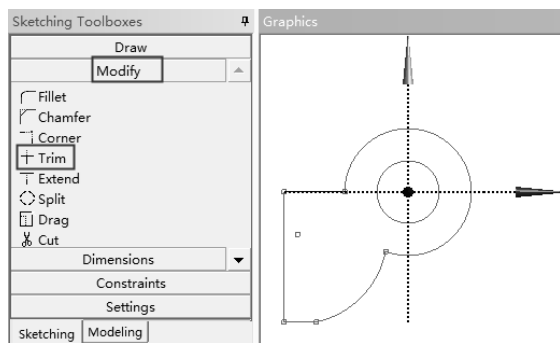 Sketching Toolboxes
Graphics
Draw
Modify
Fillet
Chamfer
Corner
Trim
Extend
Split
Drag
Cut
Dimensions
Constraints
Settings
Sketching Modeling